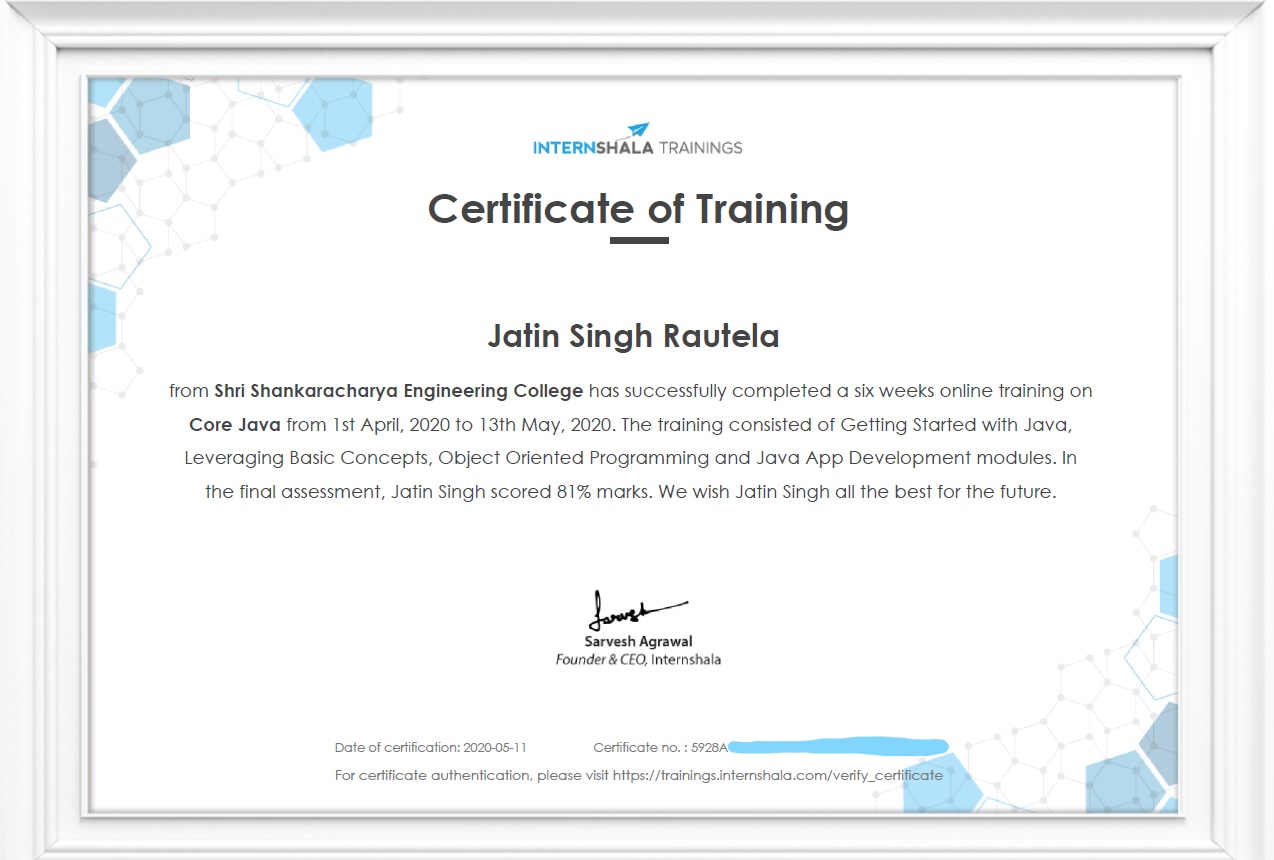 INTERNSHALA TRAININGS
Certificate of Training
Jatin Singh Rautela
from Shri Shankaracharya Engineering College has successfully completed a six weeks online training on
Core Java from 1st April, 2020 to 13th May, 2020. The training consisted of Getting Started with Java,
Leveraging Basic Concepts, Object Oriented Programming and Java App Development modules. In
the final assessment, Jatin Singh scored 81% marks. We wish Jatin Singh all the best for the future.
Sarvesh
Sarvesh Agrawal
Founder & CEO, Internshala
Date of certification: 2020-05-11 Certificate no. : 5928A
For certificate authentication, please visit https://trainings.internshala.com/verify_certificate